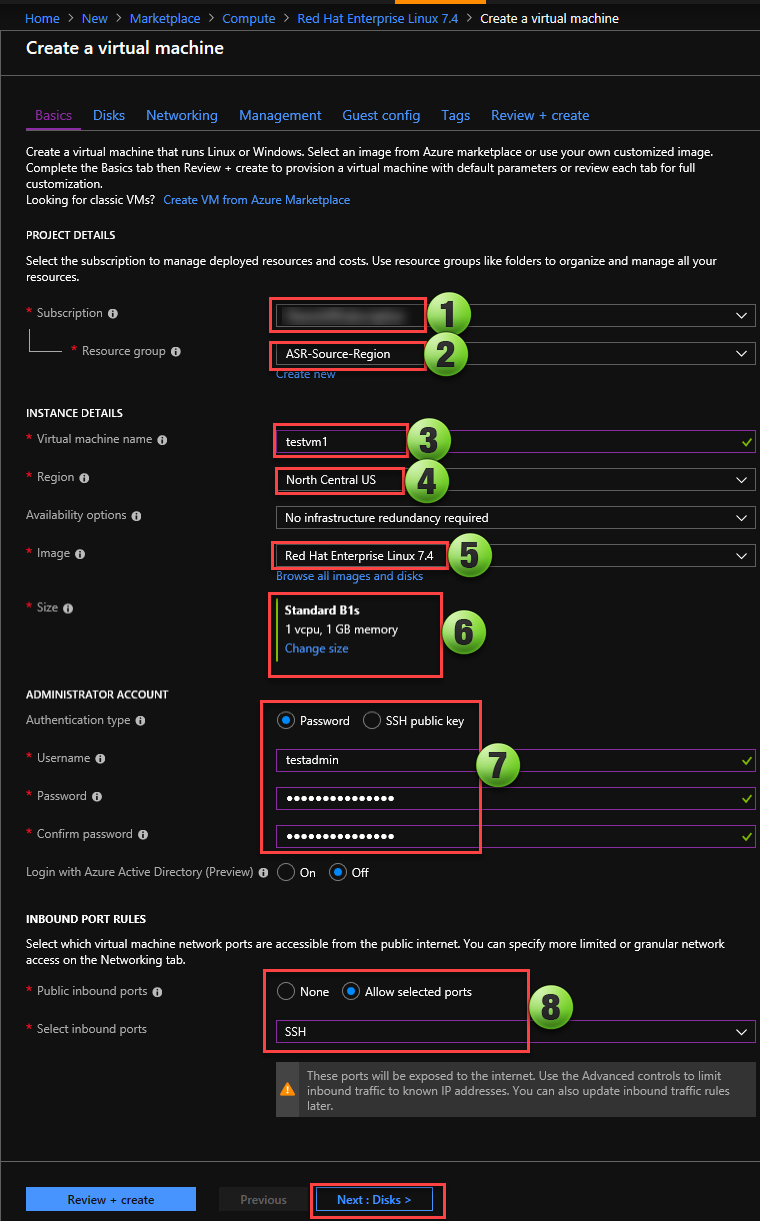 Home > New > Marketplace > Compute > Red Hat Enterprise Linux 7.4 > Create a virtual machine
Create a virtual machine
Basics Disks Networking Management Guest config Tags Review + create
Create a virtual machine that runs Linux or Windows. Select an image from Azure marketplace or use your own customized image.
Complete the Basics tab then Review + create to provision a virtual machine with default parameters or review each tab for full
customization.
Looking for classic VMs? Create VM from Azure Marketplace
PROJECT DETAILS
Select the subscription to manage deployed resources and costs. Use resource groups like folders to organize and manage all your
resources.
* Subscription 1
* Resource group ASR-Source-Region 2
Create new
INSTANCE DETAILS
* Virtual machine name testvm1 3
* Region North Central US 4
Availability options No infrastructure redundancy required
* Image Red Hat Enterprise Linux 7.4 5
Browse all images and disks
* Size Standard B1s
1 vcpu, 1 GB memory 6
Change size
ADMINISTRATOR ACCOUNT
Authentication type Password SSH public key
* Username testadmin 7
* Password •••••••••••••••
* Confirm password •••••••••••••••
Login with Azure Active Directory (Preview) On Off
INBOUND PORT RULES
Select which virtual machine network ports are accessible from the public internet. You can specify more limited or granular network
access on the Networking tab.
* Public inbound ports None Allow selected ports 8
* Select inbound ports SSH
These ports will be exposed to the internet. Use the Advanced controls to limit
inbound traffic to known IP addresses. You can also update inbound traffic rules
later.
Review + create Previous Next : Disks >